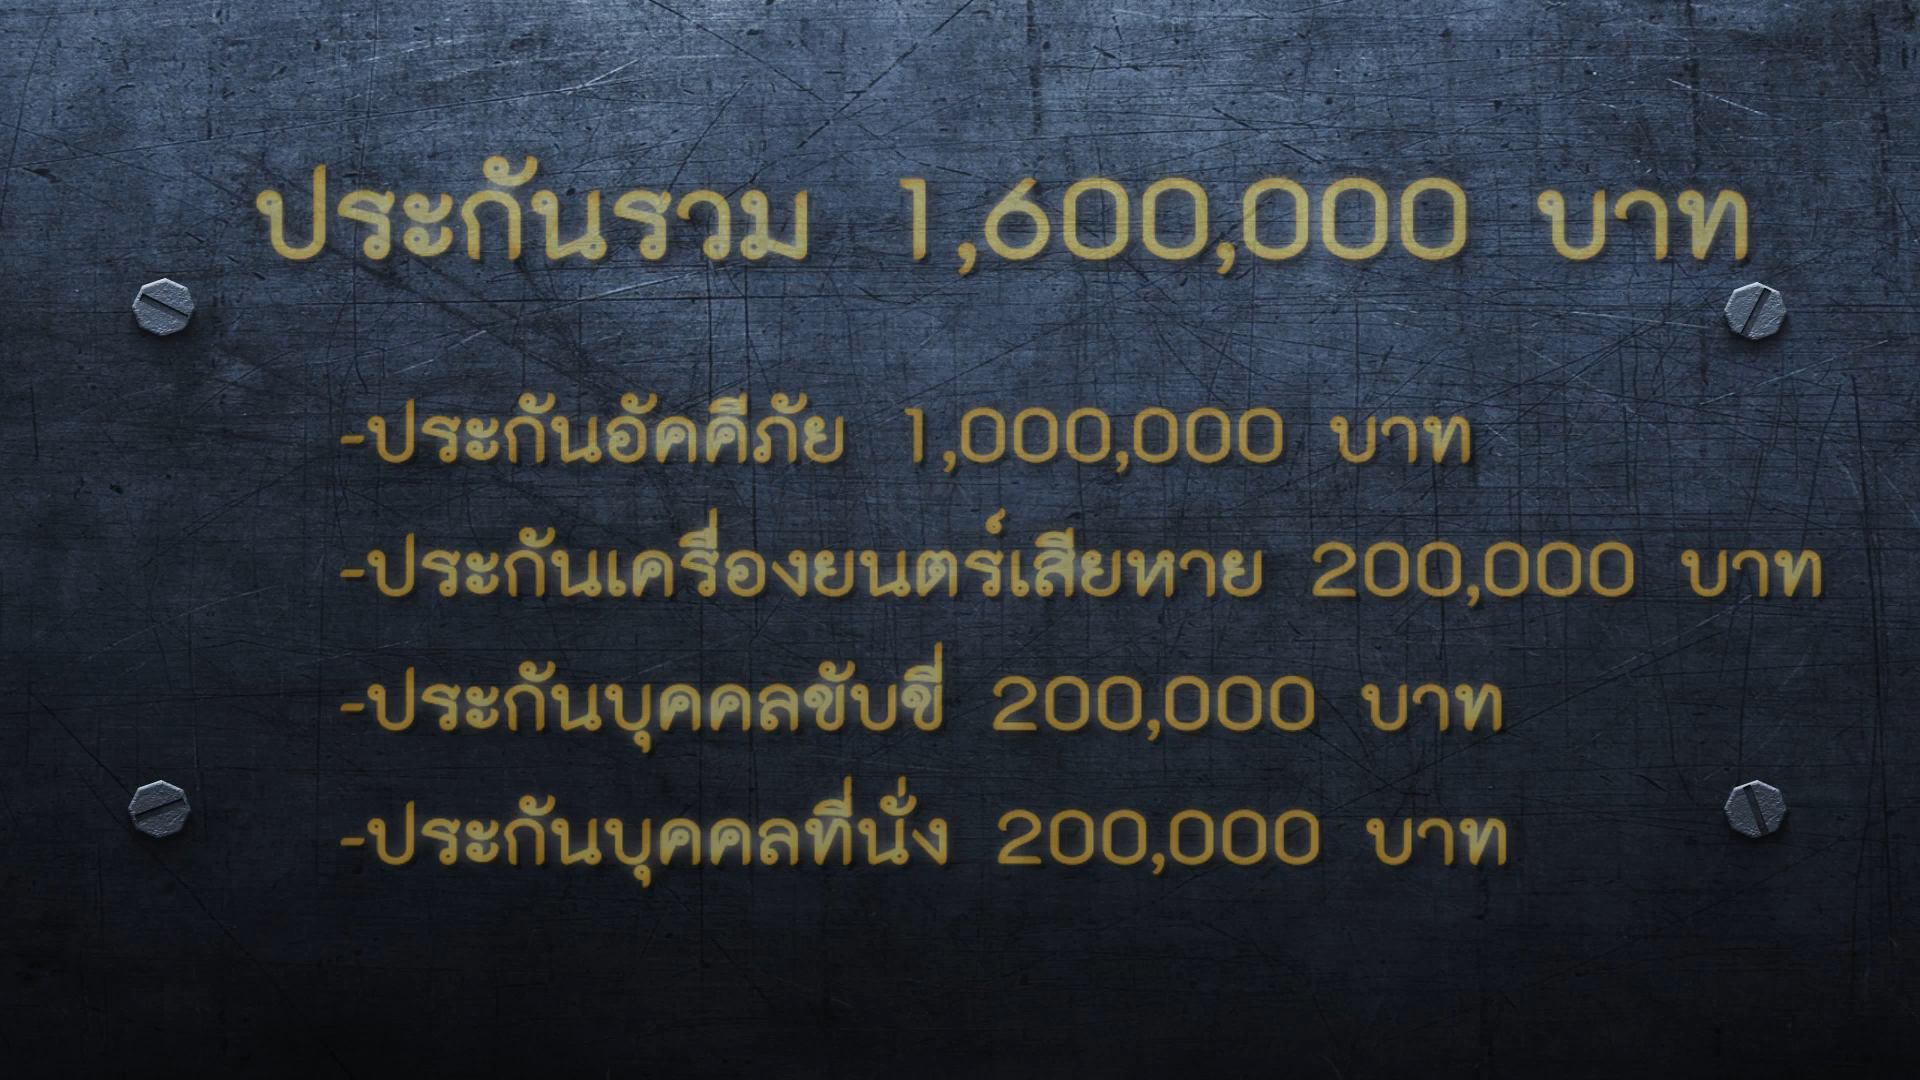 ประกันรวม 1,600,000 บาท
-ประกันอัคคีภัย 1,000,000 บาท
-ประกันเครื่องยนตร์เสียหาย 200,000 บาท
-ประกันบุคคลขับขี่ 200,000 บาท
-ประกันบุคคลที่นั่ง 200,000 บาท